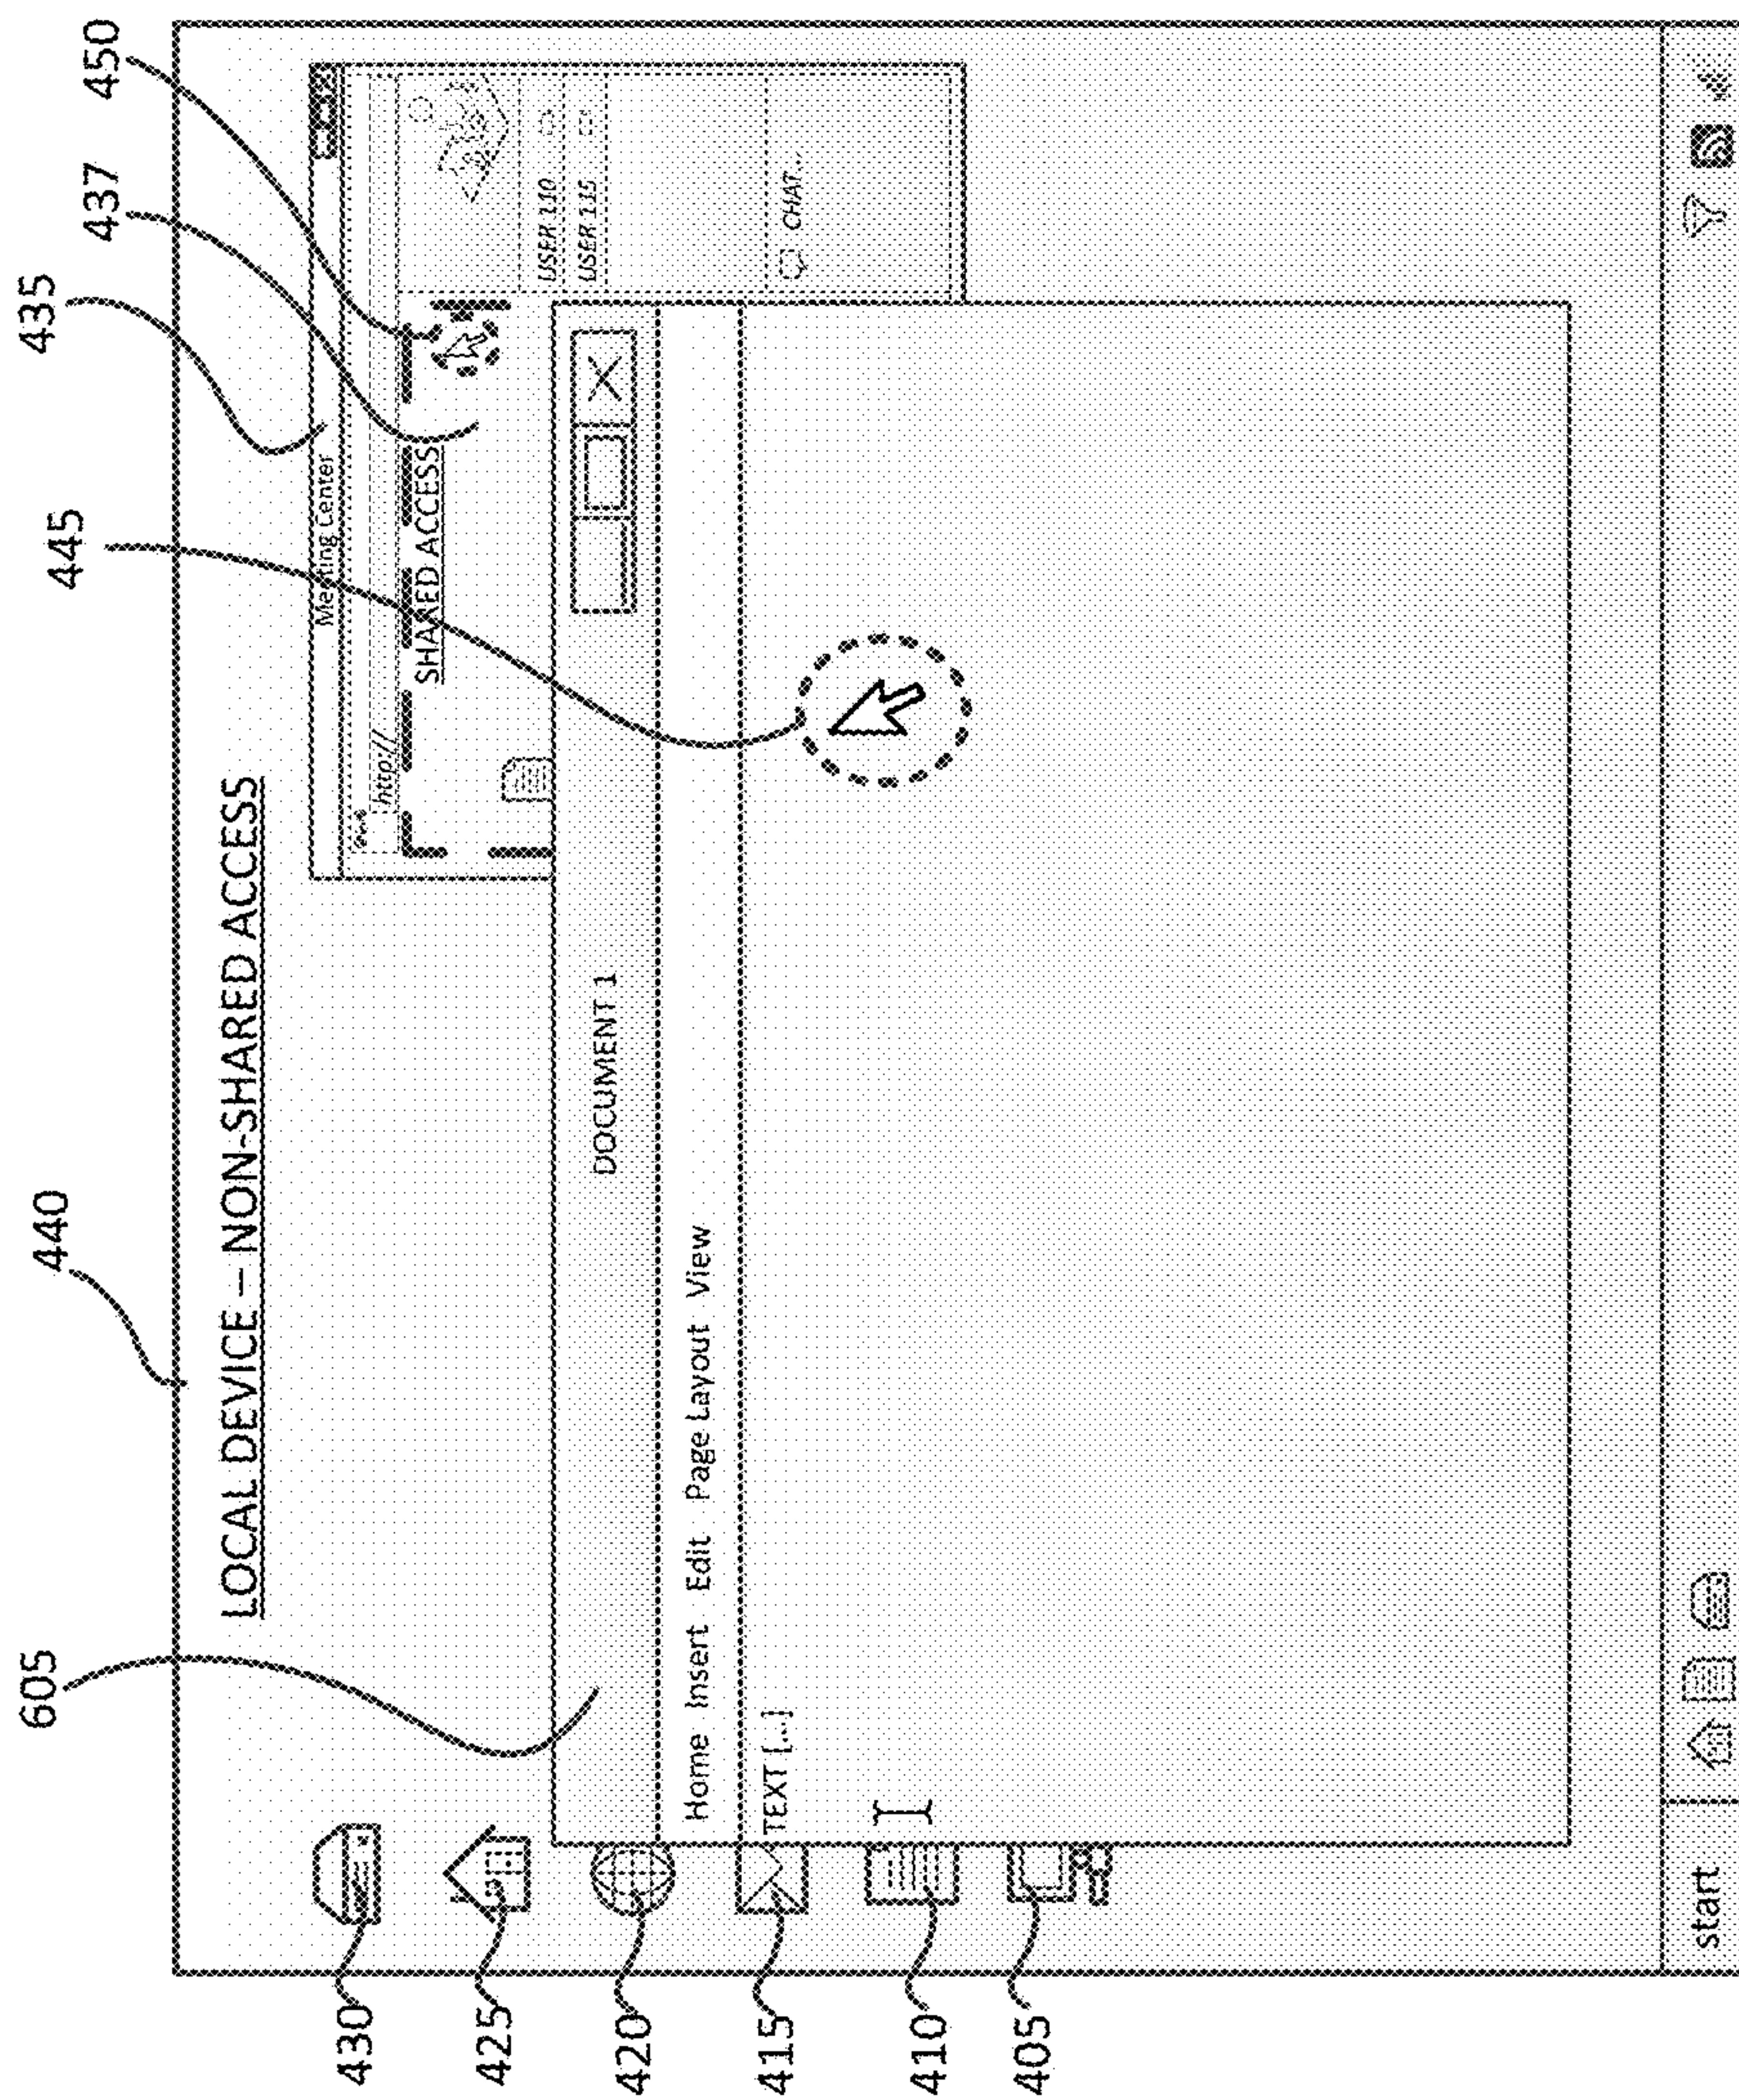 605
440
445
435
437
450
LOCAL DEVICE – NON-SHARED ACCESS
Meeting Center
http://
SHARED ACCESS
USER 110
USER 115
CHAT...
DOCUMENT 1
Home Insert Edit Page Layout View
TEXT [...]
430
425
420
415
410
405
start